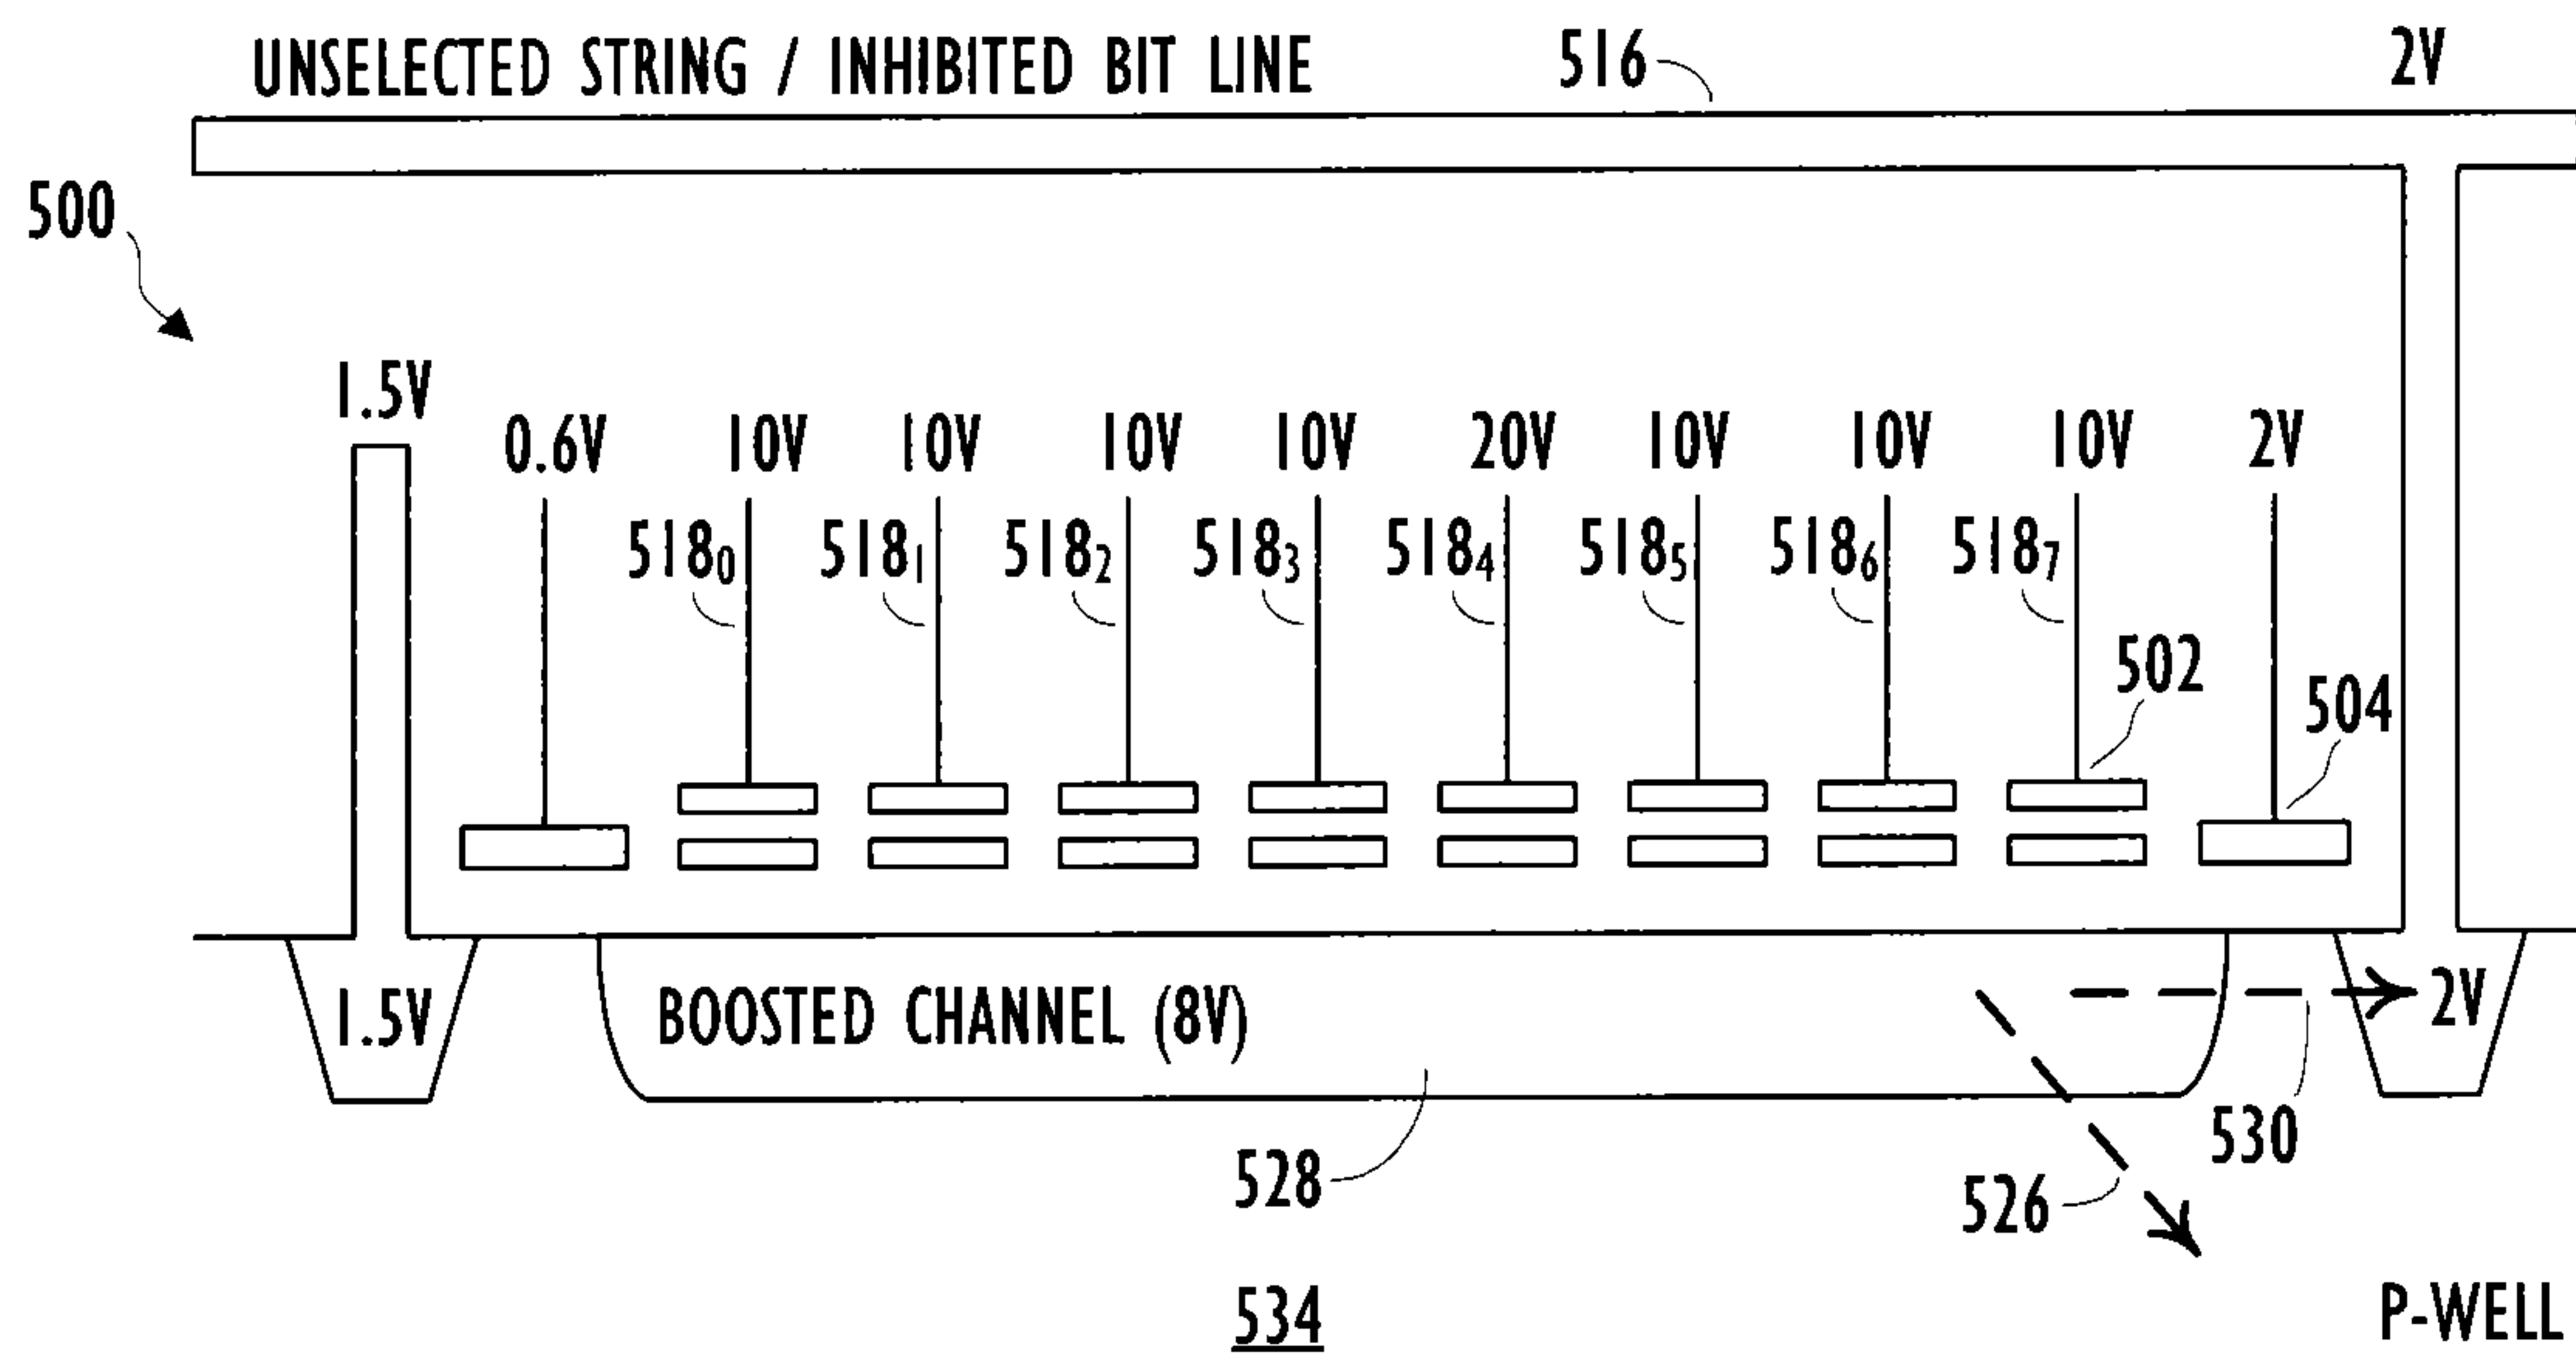 UNSELECTED STRING / INHIBITED BIT LINE 516 2V
500
1.5V
0.6V 10V 10V 10V 10V 20V 10V 10V 10V 2V
518₀ 518₁ 518₂ 518₃ 518₄ 518₅ 518₆ 518₇
502
504
1.5V BOOSTED CHANNEL (8V) 2V
530
528 526
534 P-WELL